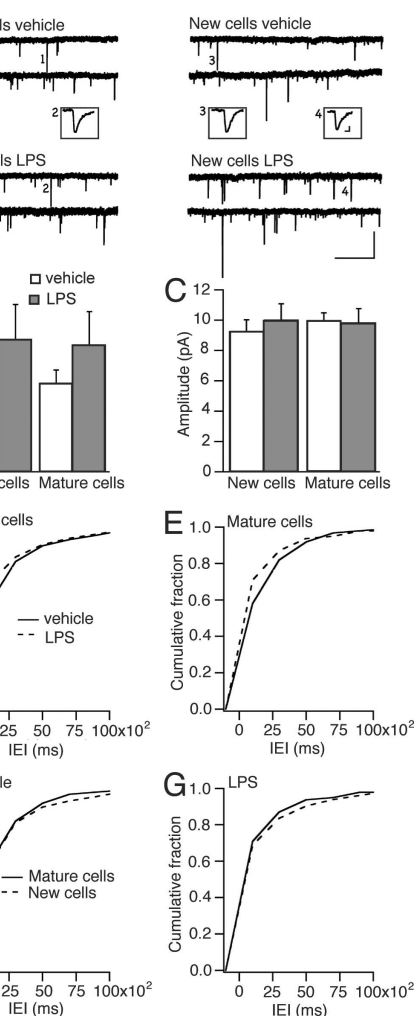 ls vehicle
New cells vehicle
1
3
2
3
4
ls LPS
New cells LPS
2
4
vehicle
LPS
C
12
10
8
6
4
2
0
Amplitude (pA)
cells Mature cells
New cells Mature cells
cells
vehicle
LPS
25 50 75 100x10²
IEI (ms)
E
Mature cells
1.0
0.8
0.6
0.4
0.2
0.0
Cumulative fraction
0 25 50 75 100x10²
IEI (ms)
le
Mature cells
New cells
25 50 75 100x10²
IEI (ms)
G
LPS
1.0
0.8
0.6
0.4
0.2
0.0
Cumulative fraction
0 25 50 75 100x10²
IEI (ms)